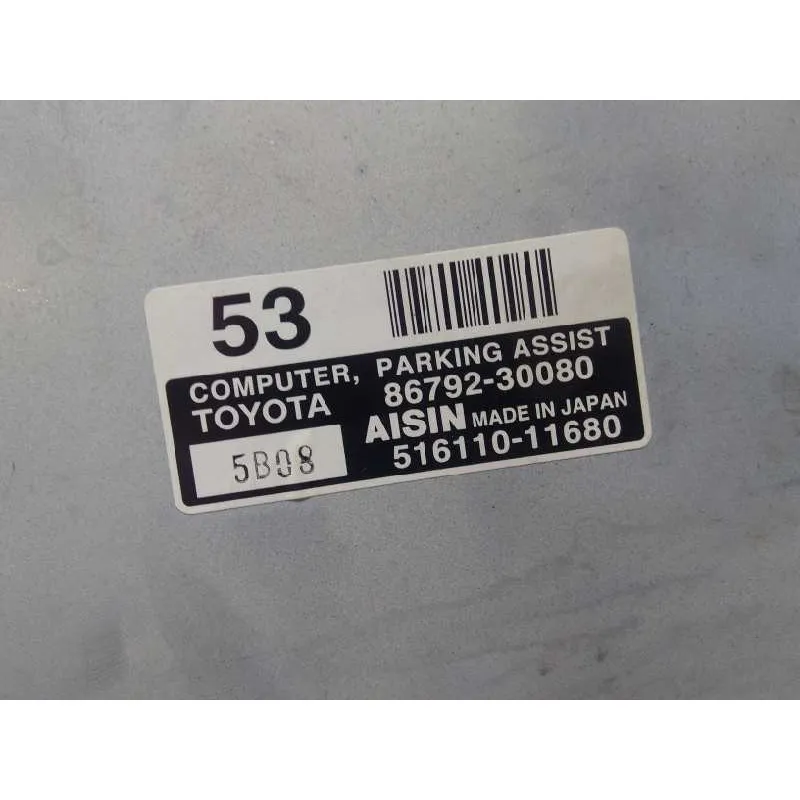 53
COMPUTER, PARKING ASSIST
TOYOTA 86792-30080
AISIN MADE IN JAPAN
5B08 516110-11680